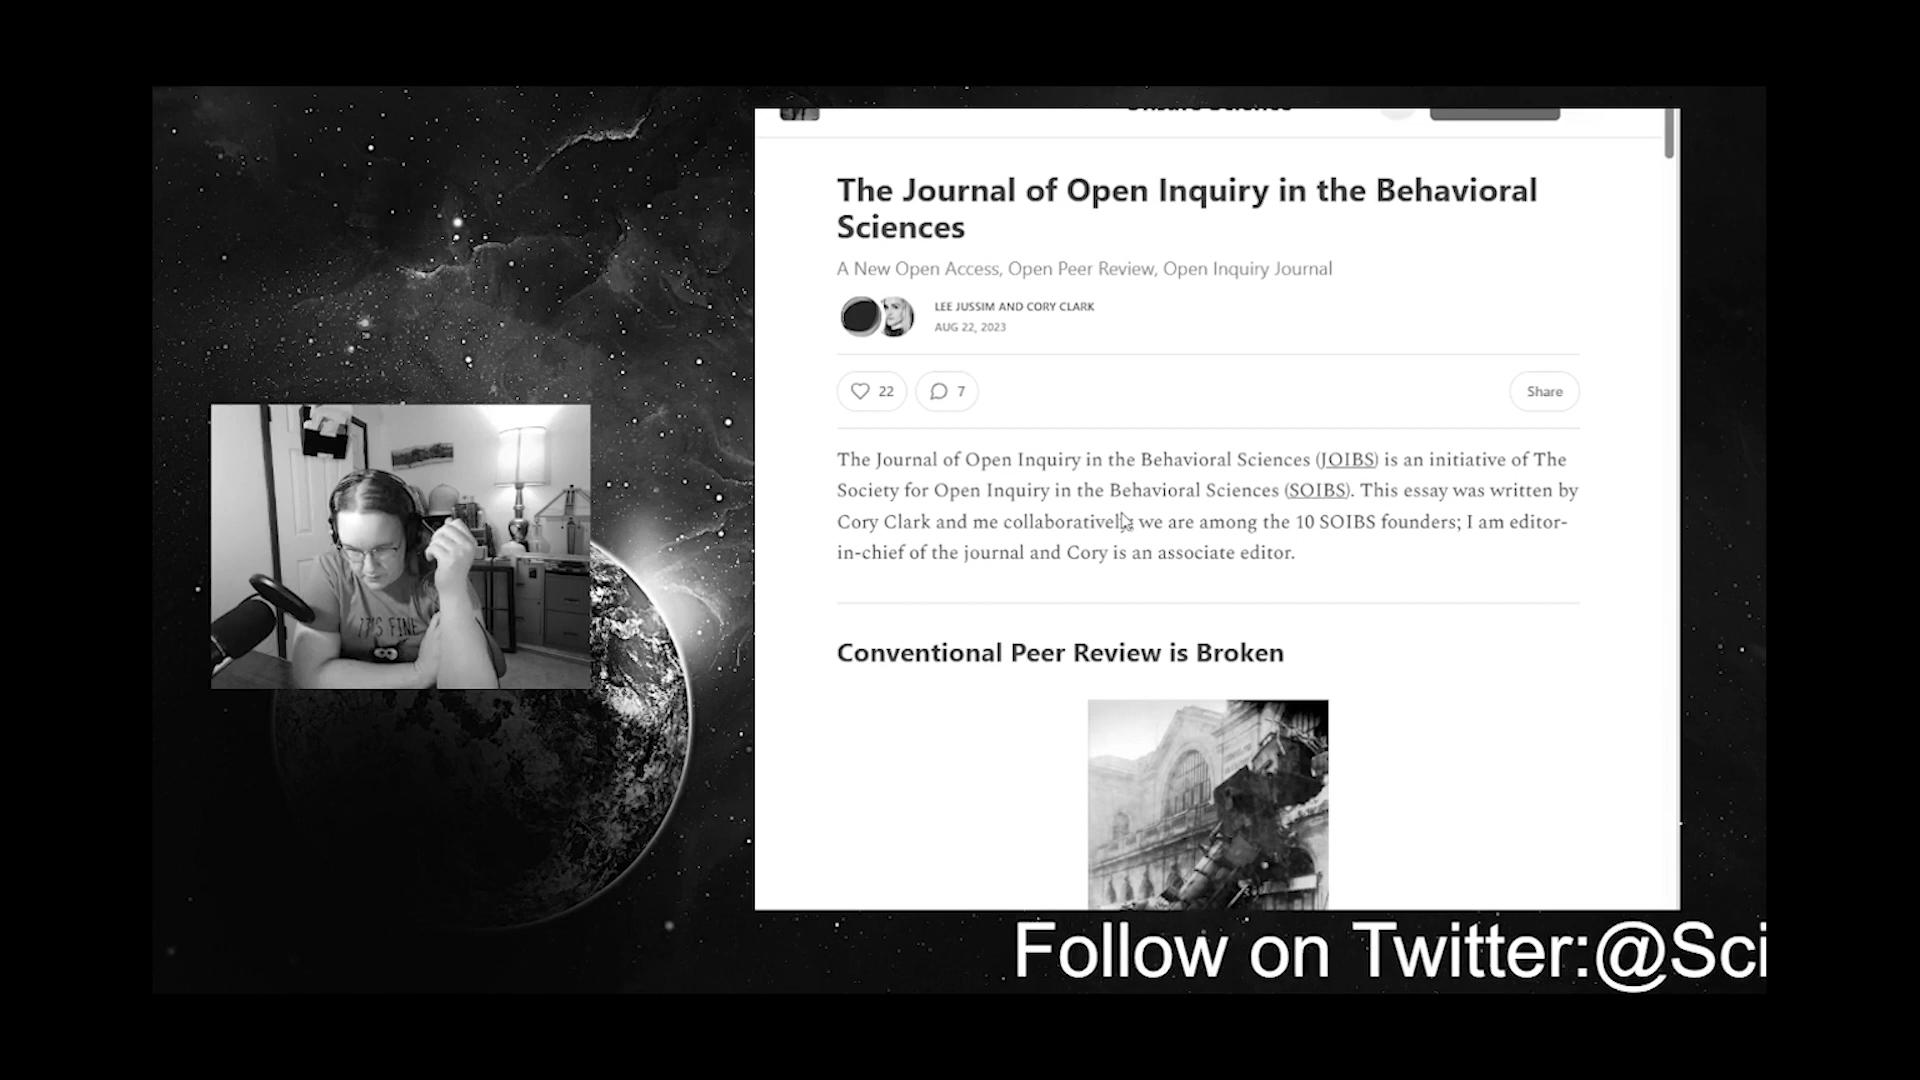 The Journal of Open Inquiry in the Behavioral
Sciences
A New Open Access, Open Peer Review, Open Inquiry Journal
LEE JUSSIM AND CORY CLARK
AUG 22, 2023
22
7
Share
The Journal of Open Inquiry in the Behavioral Sciences (JOIBS) is an initiative of The
Society for Open Inquiry in the Behavioral Sciences (SOIBS). This essay was written by
Cory Clark and me collaboratively; we are among the 10 SOIBS founders; I am editor-
in-chief of the journal and Cory is an associate editor.
Conventional Peer Review is Broken
IT'S FINE
Follow on Twitter:@Sci